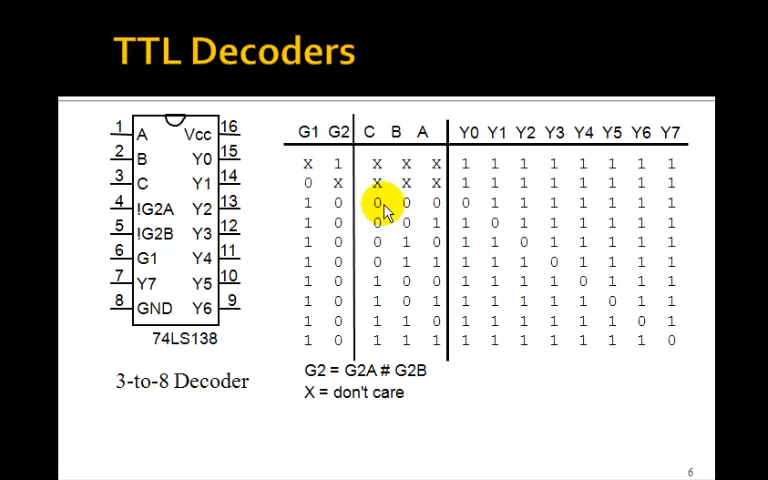 TTL Decoders
1 A Vcc 16
2 B Y0 15
3 C Y1 14
4 !G2A Y2 13
5 !G2B Y3 12
6 G1 Y4 11
7 Y7 Y5 10
8 GND Y6 9
74LS138
3-to-8 Decoder
G1 G2 C B A Y0 Y1 Y2 Y3 Y4 Y5 Y6 Y7
X 1 X X X 1 1 1 1 1 1 1 1
0 X X X X 1 1 1 1 1 1 1 1
1 0 0 0 0 0 1 1 1 1 1 1 1
1 0 0 0 1 1 0 1 1 1 1 1 1
1 0 0 1 0 1 1 0 1 1 1 1 1
1 0 0 1 1 1 1 1 0 1 1 1 1
1 0 1 0 0 1 1 1 1 0 1 1 1
1 0 1 0 1 1 1 1 1 1 0 1 1
1 0 1 1 0 1 1 1 1 1 1 0 1
1 0 1 1 1 1 1 1 1 1 1 1 0
G2 = G2A # G2B
X = don't care
6